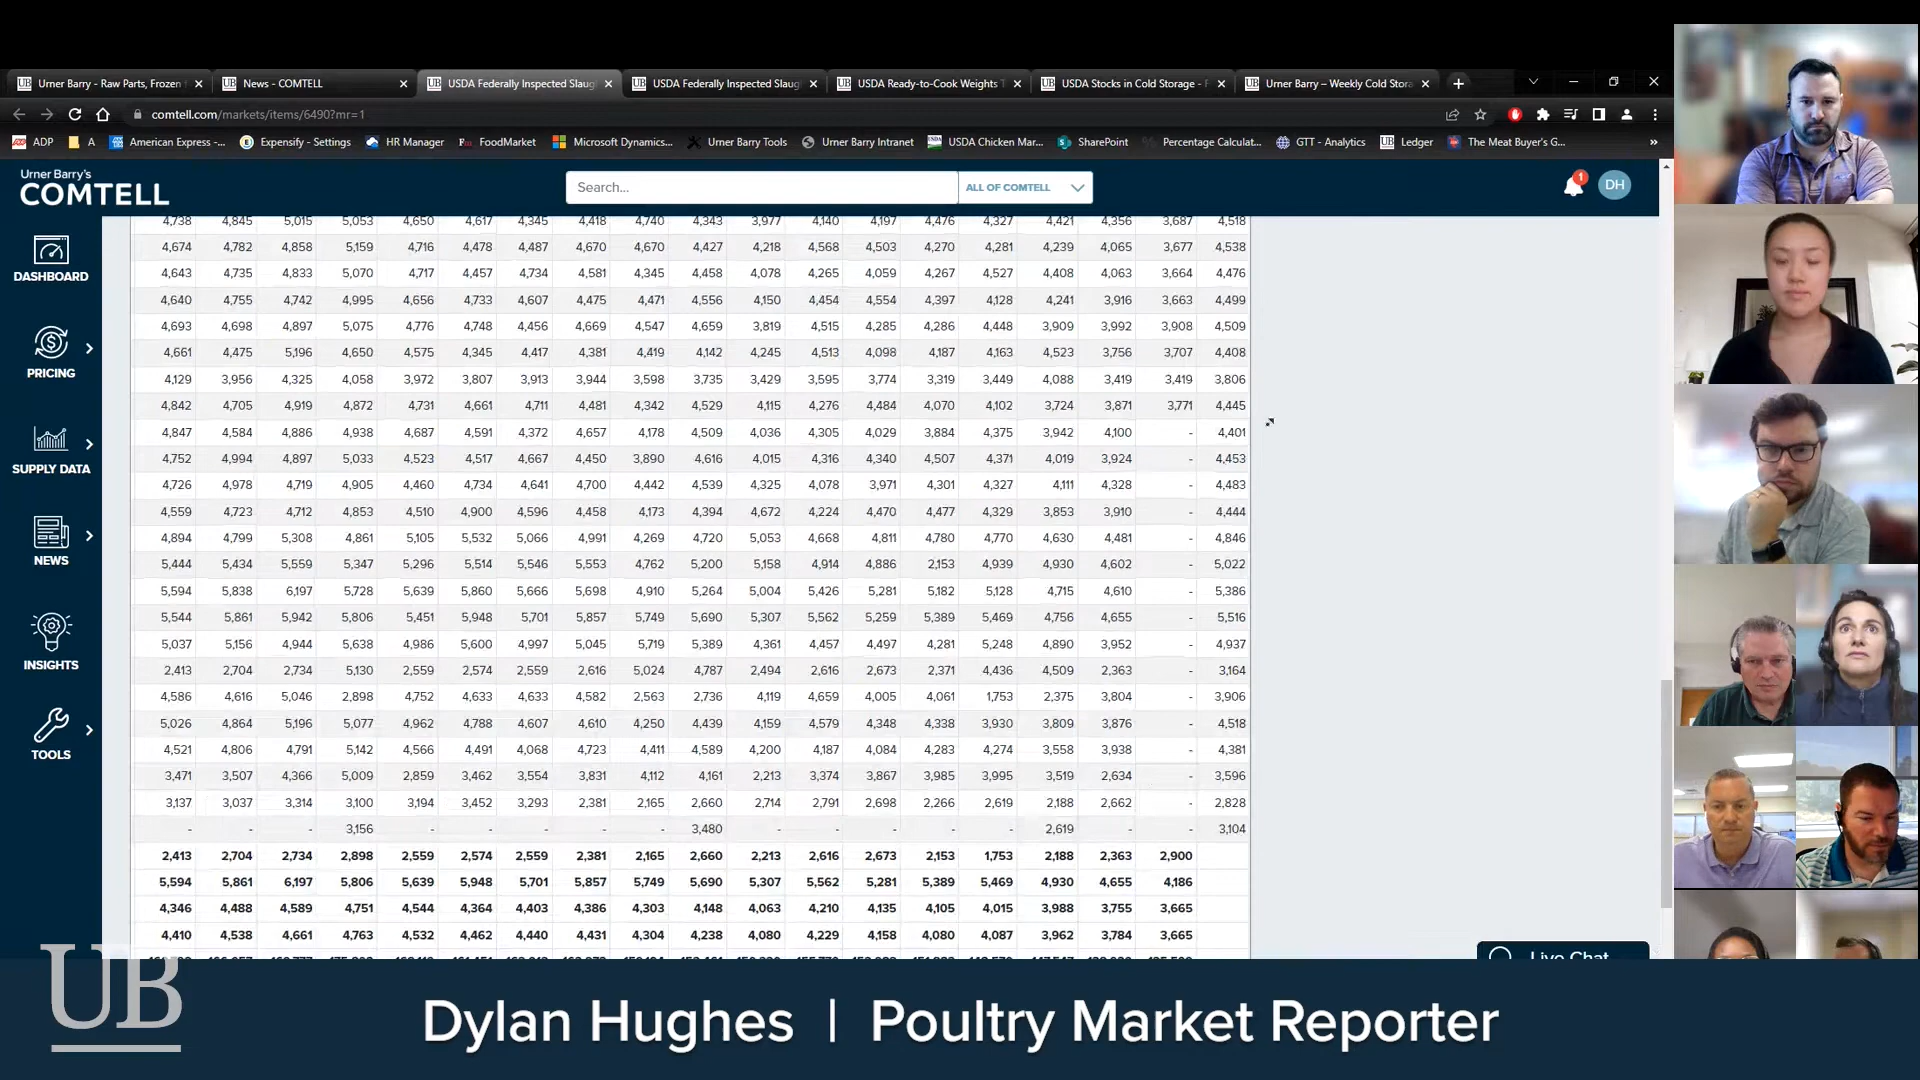 Urner Barry - Raw Parts, Frozen
News - COMTELL
USDA Federally Inspected Slaug
USDA Federally Inspected Slaug
USDA Ready-to-Cook Weights T
USDA Stocks in Cold Storage - F
Urner Barry – Weekly Cold Stora
comtell.com/markets/items/6490?mr=1
ADP A American Express -... Expensify - Settings HR Manager FoodMarket Microsoft Dynamics... Urner Barry Tools Urner Barry Intranet USDA Chicken Mar... SharePoint Percentage Calculat... GTT - Analytics Ledger The Meat Buyer's G... »
Urner Barry's
COMTELL
Search...
ALL OF COMTELL
1
DH
DASHBOARD
PRICING
SUPPLY DATA
NEWS
INSIGHTS
TOOLS
4,738 4,845 5,015 5,053 4,650 4,617 4,345 4,418 4,740 4,343 3,977 4,140 4,197 4,476 4,327 4,421 4,356 3,687 4,518
4,674 4,782 4,858 5,159 4,716 4,478 4,487 4,670 4,670 4,427 4,218 4,568 4,503 4,270 4,281 4,239 4,065 3,677 4,538
4,643 4,735 4,833 5,070 4,717 4,457 4,734 4,581 4,345 4,458 4,078 4,265 4,059 4,267 4,527 4,408 4,063 3,664 4,476
4,640 4,755 4,742 4,995 4,656 4,733 4,607 4,475 4,471 4,556 4,150 4,454 4,554 4,397 4,128 4,241 3,916 3,663 4,499
4,693 4,698 4,897 5,075 4,776 4,748 4,456 4,669 4,547 4,659 3,819 4,515 4,285 4,286 4,448 3,909 3,992 3,908 4,509
4,661 4,475 5,196 4,650 4,575 4,345 4,417 4,381 4,419 4,142 4,245 4,513 4,098 4,187 4,163 4,523 3,756 3,707 4,408
4,129 3,956 4,325 4,058 3,972 3,807 3,913 3,944 3,598 3,735 3,429 3,595 3,774 3,319 3,449 4,088 3,419 3,419 3,806
4,842 4,705 4,919 4,872 4,731 4,661 4,711 4,481 4,342 4,529 4,115 4,276 4,484 4,070 4,102 3,724 3,871 3,771 4,445
4,847 4,584 4,886 4,938 4,687 4,591 4,372 4,657 4,178 4,509 4,036 4,305 4,029 3,884 4,375 3,942 4,100 - 4,401
4,752 4,994 4,897 5,033 4,523 4,517 4,667 4,450 3,890 4,616 4,015 4,316 4,340 4,507 4,371 4,019 3,924 - 4,453
4,726 4,978 4,719 4,905 4,460 4,734 4,641 4,700 4,442 4,539 4,325 4,078 3,971 4,301 4,327 4,111 4,328 - 4,483
4,559 4,723 4,712 4,853 4,510 4,900 4,596 4,458 4,173 4,394 4,672 4,224 4,470 4,477 4,329 3,853 3,910 - 4,444
4,894 4,799 5,308 4,861 5,105 5,532 5,066 4,991 4,269 4,720 5,053 4,668 4,811 4,780 4,770 4,630 4,481 - 4,846
5,444 5,434 5,559 5,347 5,296 5,514 5,546 5,553 4,762 5,200 5,158 4,914 4,886 2,153 4,939 4,930 4,602 - 5,022
5,594 5,838 6,197 5,728 5,639 5,860 5,666 5,698 4,910 5,264 5,004 5,426 5,281 5,182 5,128 4,715 4,610 - 5,386
5,544 5,861 5,942 5,806 5,451 5,948 5,701 5,857 5,749 5,690 5,307 5,562 5,259 5,389 5,469 4,756 4,655 - 5,516
5,037 5,156 4,944 5,638 4,986 5,600 4,997 5,045 5,719 5,389 4,361 4,457 4,497 4,281 5,248 4,890 3,952 - 4,937
2,413 2,704 2,734 5,130 2,559 2,574 2,559 2,616 5,024 4,787 2,494 2,616 2,673 2,371 4,436 4,509 2,363 - 3,164
4,586 4,616 5,046 2,898 4,752 4,633 4,633 4,582 2,563 2,736 4,119 4,659 4,005 4,061 1,753 2,375 3,804 - 3,906
5,026 4,864 5,196 5,077 4,962 4,788 4,607 4,610 4,250 4,439 4,159 4,579 4,348 4,338 3,930 3,809 3,876 - 4,518
4,521 4,806 4,791 5,142 4,566 4,491 4,068 4,723 4,411 4,589 4,200 4,187 4,084 4,283 4,274 3,558 3,938 - 4,381
3,471 3,507 4,366 5,009 2,859 3,462 3,554 3,831 4,112 4,161 2,213 3,374 3,867 3,985 3,995 3,519 2,634 - 3,596
3,137 3,037 3,314 3,100 3,194 3,452 3,293 2,381 2,165 2,660 2,714 2,791 2,698 2,266 2,619 2,188 2,662 - 2,828
- - - 3,156 - - - - - 3,480 - - - - - 2,619 - - 3,104
2,413 2,704 2,734 2,898 2,559 2,574 2,559 2,381 2,165 2,660 2,213 2,616 2,673 2,153 1,753 2,188 2,363 2,900
5,594 5,861 6,197 5,806 5,639 5,948 5,701 5,857 5,749 5,690 5,307 5,562 5,281 5,389 5,469 4,930 4,655 4,186
4,346 4,488 4,589 4,751 4,544 4,364 4,403 4,386 4,303 4,148 4,063 4,210 4,135 4,105 4,015 3,988 3,755 3,665
4,410 4,538 4,661 4,763 4,532 4,462 4,440 4,431 4,304 4,238 4,080 4,229 4,158 4,080 4,087 3,962 3,784 3,665
Live Chat
UB
Dylan Hughes | Poultry Market Reporter